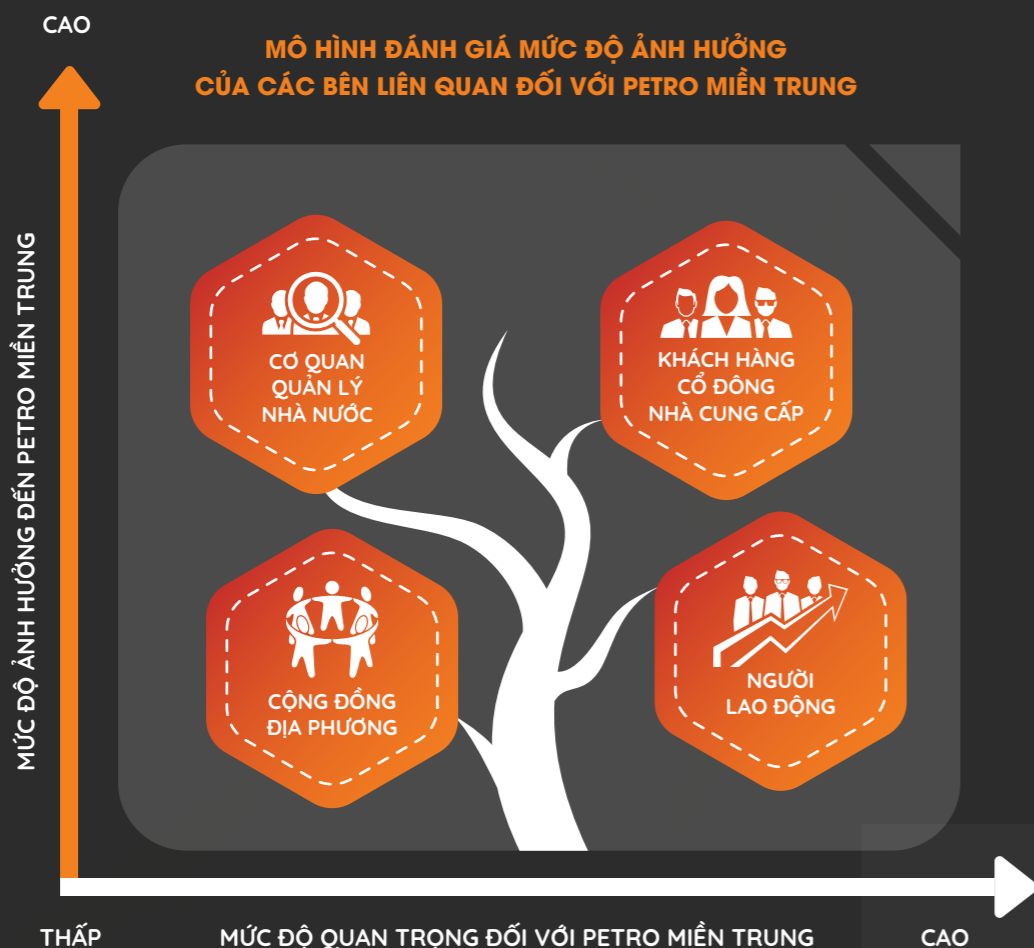 CAO
MÔ HÌNH ĐÁNH GIÁ MỨC ĐỘ ẢNH HƯỞNG
CỦA CÁC BÊN LIÊN QUAN ĐỐI VỚI PETRO MIỀN TRUNG
MỨC ĐỘ ẢNH HƯỞNG ĐẾN PETRO MIỀN TRUNG
CƠ QUAN
QUẢN LÝ
NHÀ NƯỚC
KHÁCH HÀNG
CỔ ĐÔNG
NHÀ CUNG CẤP
CỘNG ĐỒNG
ĐỊA PHƯƠNG
NGƯỜI
LAO ĐỘNG
THẤP
MỨC ĐỘ QUAN TRỌNG ĐỐI VỚI PETRO MIỀN TRUNG
CAO